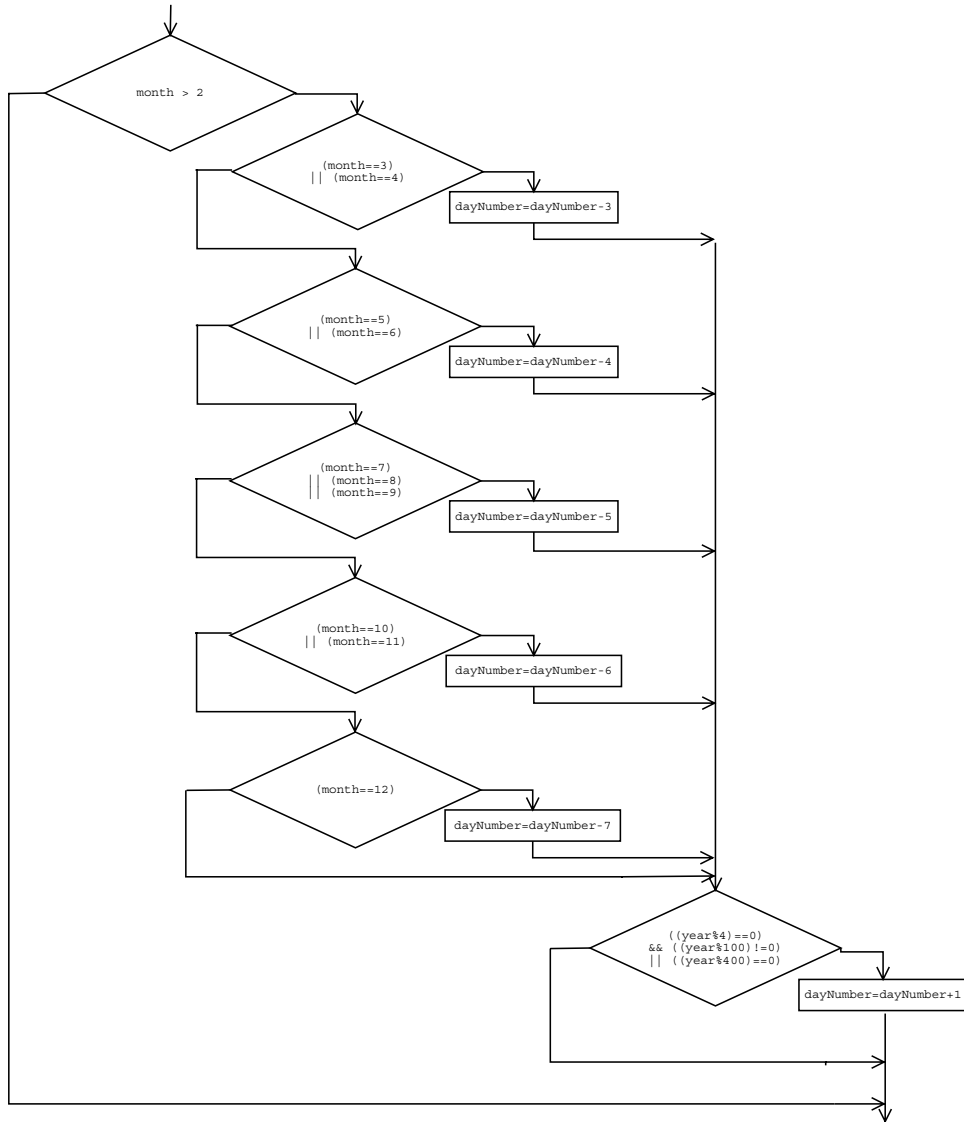 month > 2
(month==3)
|| (month==4)
dayNumber=dayNumber-3
(month==5)
|| (month==6)
dayNumber=dayNumber-4
(month==7)
|| (month==8)
|| (month==9)
dayNumber=dayNumber-5
(month==10)
|| (month==11)
dayNumber=dayNumber-6
(month==12)
dayNumber=dayNumber-7
((year%4)==0)
&& ((year%100)!=0)
|| ((year%400)==0)
dayNumber=dayNumber+1